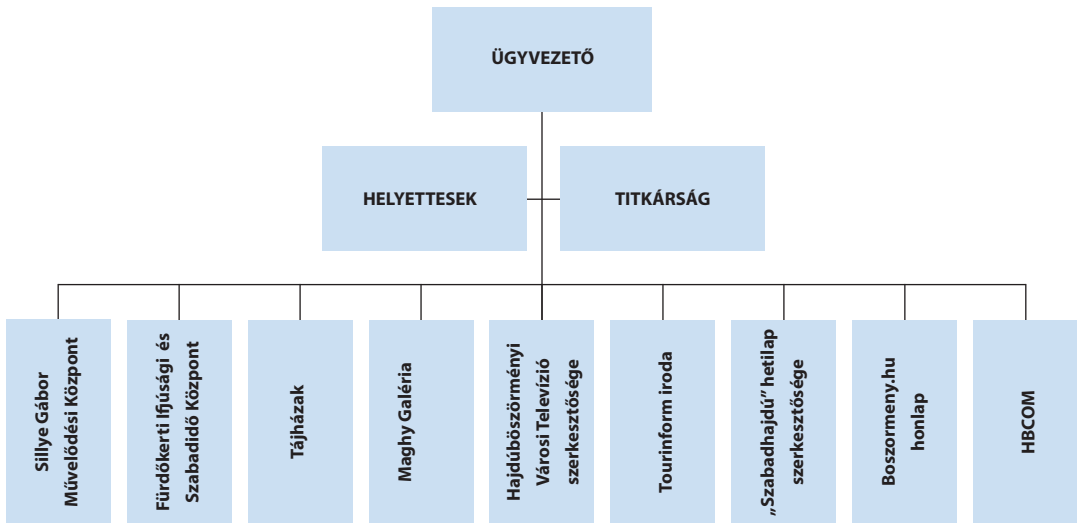 ÜGYVEZETŐ
HELYETTESEK
TITKÁRSÁG
Sillye Gábor
Művelődési Központ
Fürdőkerti Ifjúsági és
Szabadidő Központ
Tájházak
Maghy Galéria
Hajdúböszörményi
Városi Televízió
szerkesztősége
Tourinform iroda
„Szabadhajdú” hetilap
szerkesztősége
Boszormeny.hu
honlap
HBCOM